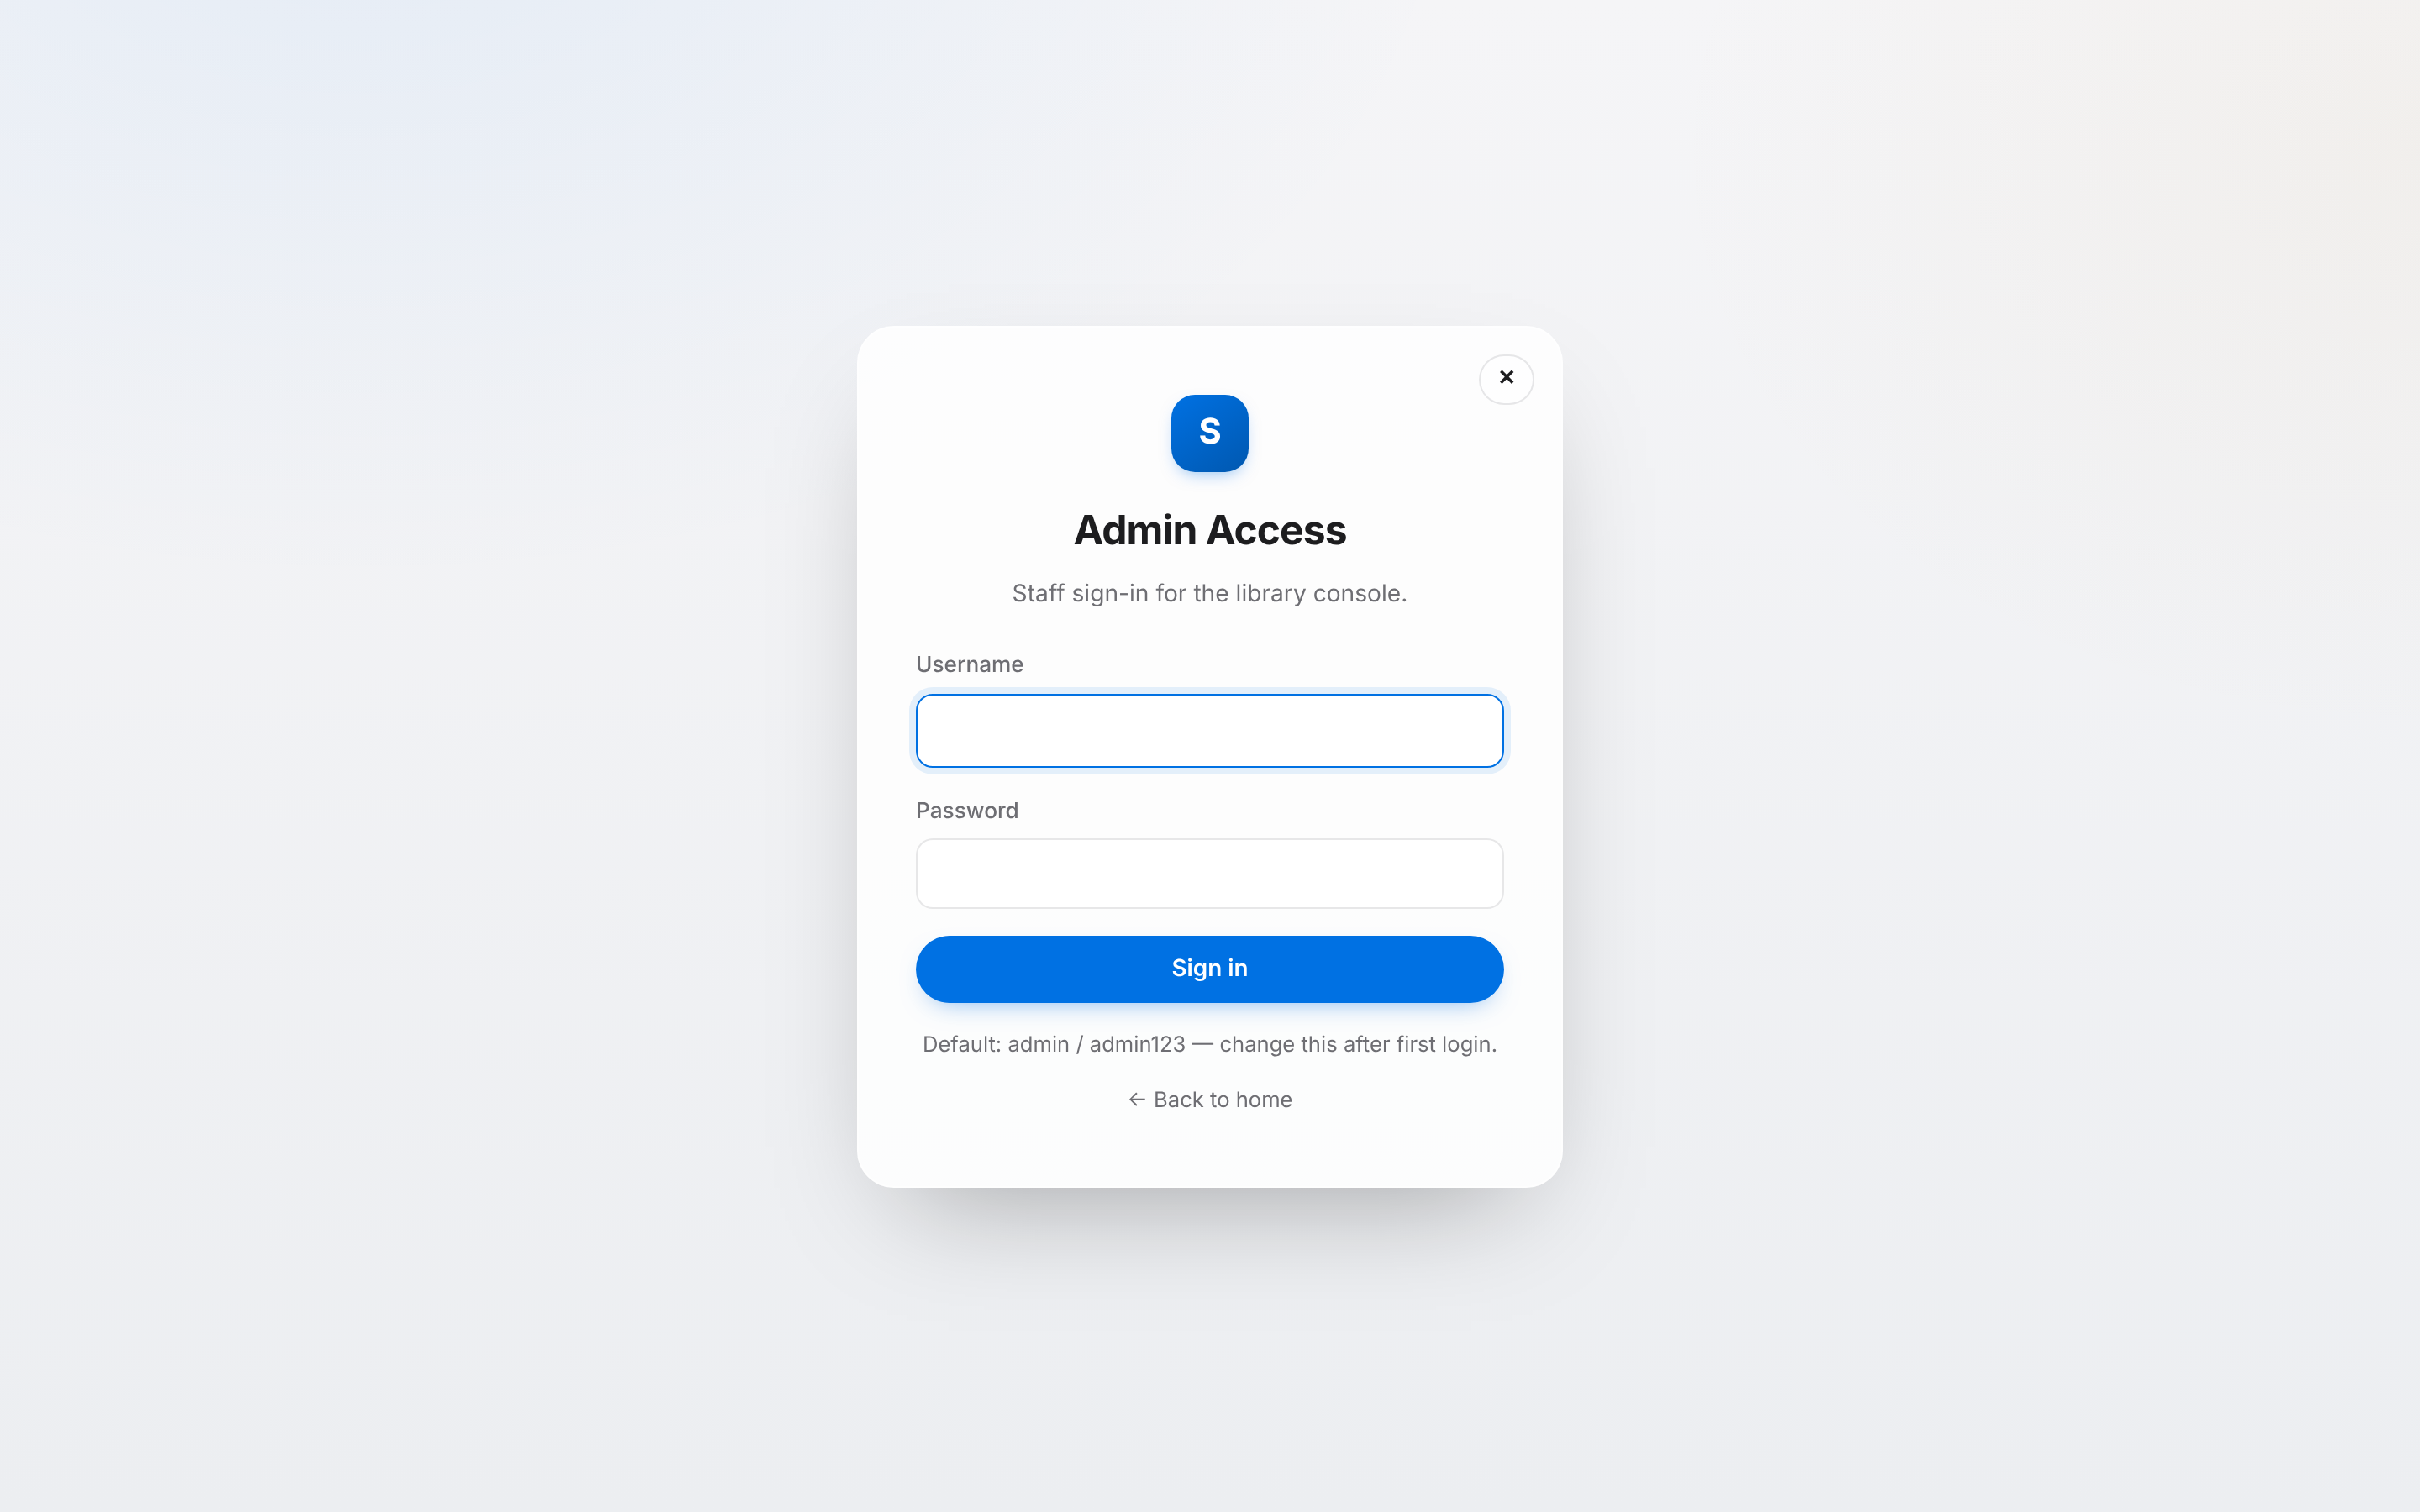 ✕
S
Admin Access
Staff sign-in for the library console.
Username
Password
Sign in
Default: admin / admin123 — change this after first login.
← Back to home